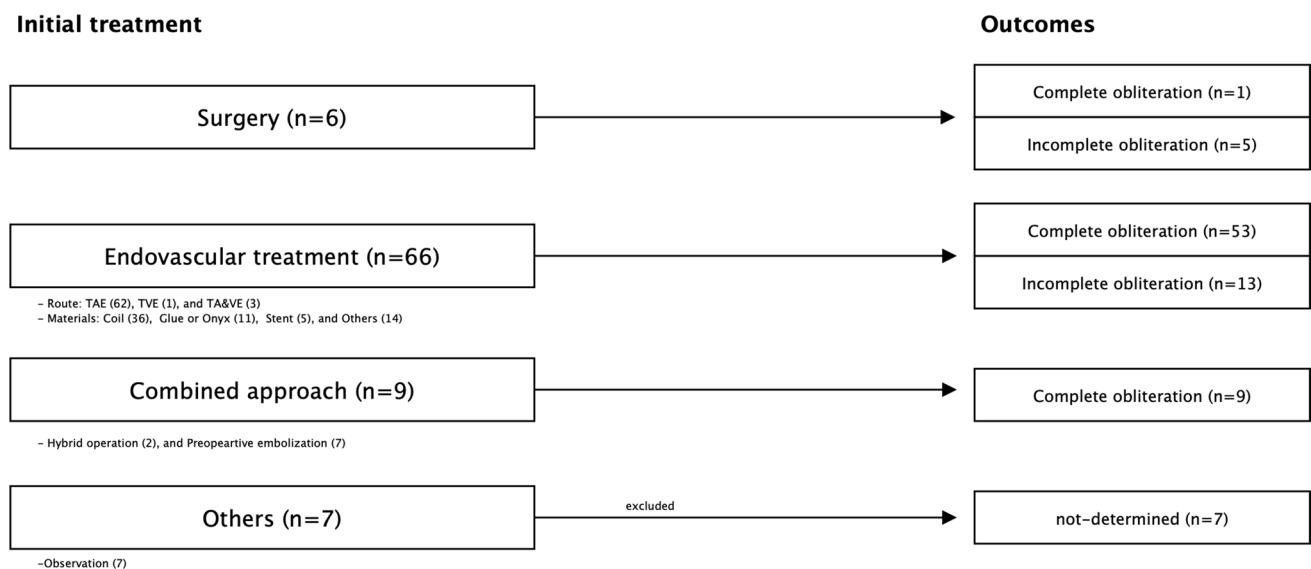 Initial treatment
Outcomes
Surgery (n=6)
Complete obliteration (n=1)
Incomplete obliteration (n=5)
Endovascular treatment (n=66)
Complete obliteration (n=53)
Incomplete obliteration (n=13)
– Route: TAE (62), TVE (1), and TA&VE (3)
– Materials: Coil (36), Glue or Onyx (11), Stent (5), and Others (14)
Combined approach (n=9)
Complete obliteration (n=9)
– Hybrid operation (2), and Preopeartive embolization (7)
Others (n=7)
excluded
not-determined (n=7)
–Observation (7)